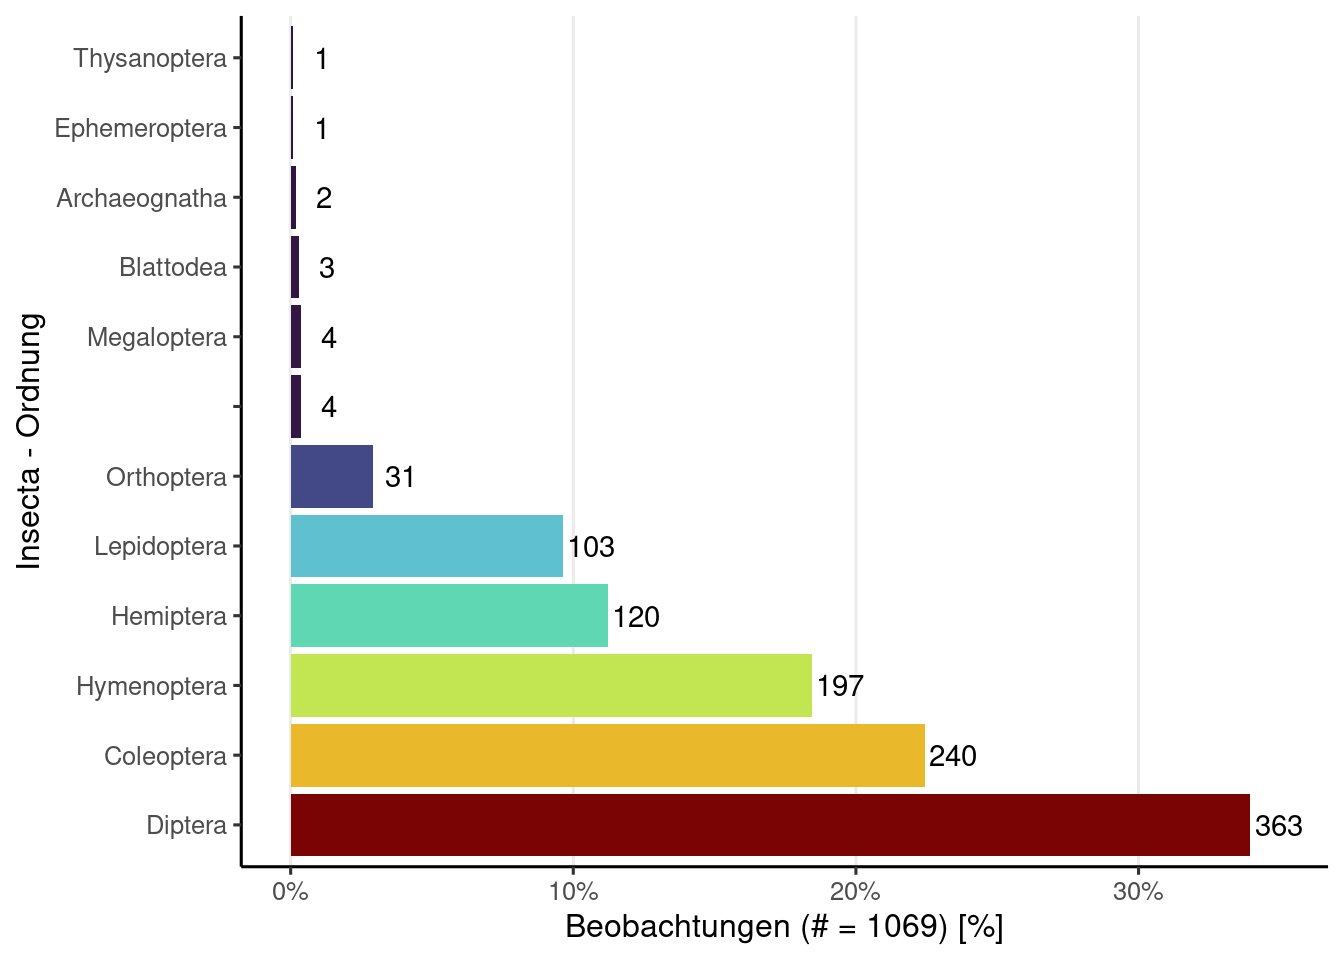 Thysanoptera 1
Ephemeroptera 1
Archaeognatha 2
Blattodea 3
Megaloptera 4
4
Orthoptera 31
Lepidoptera 103
Hemiptera 120
Hymenoptera 197
Coleoptera 240
Diptera 363
Insecta - Ordnung
0% 10% 20% 30%
Beobachtungen (# = 1069) [%]